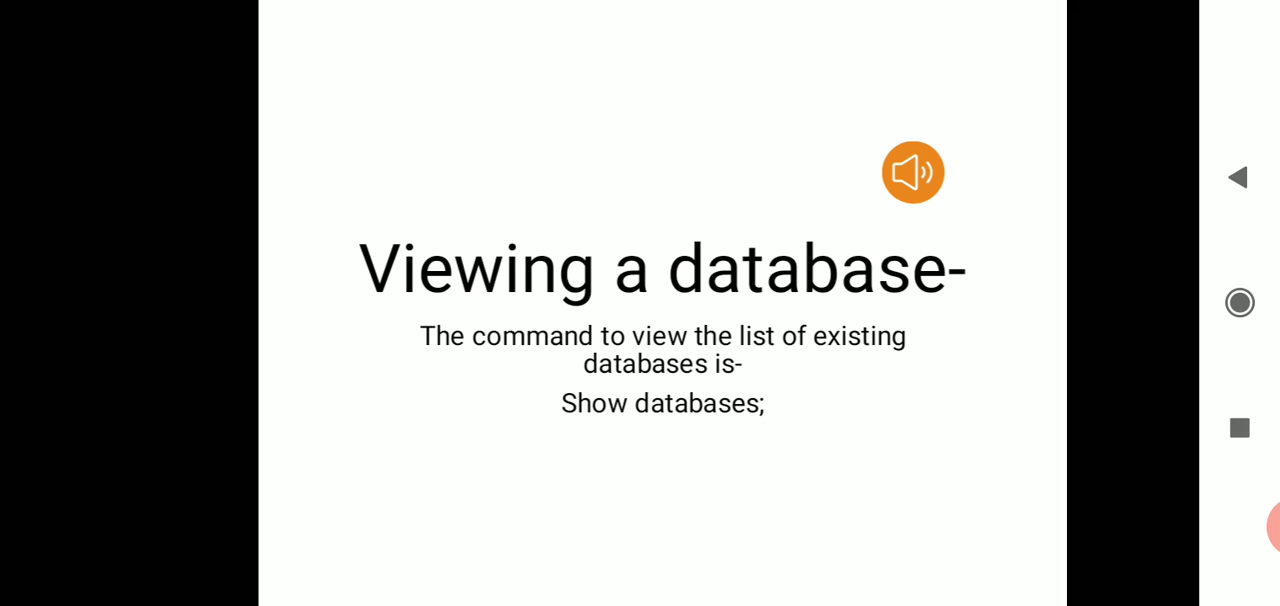 Viewing a database-
The command to view the list of existing
databases is-
Show databases;